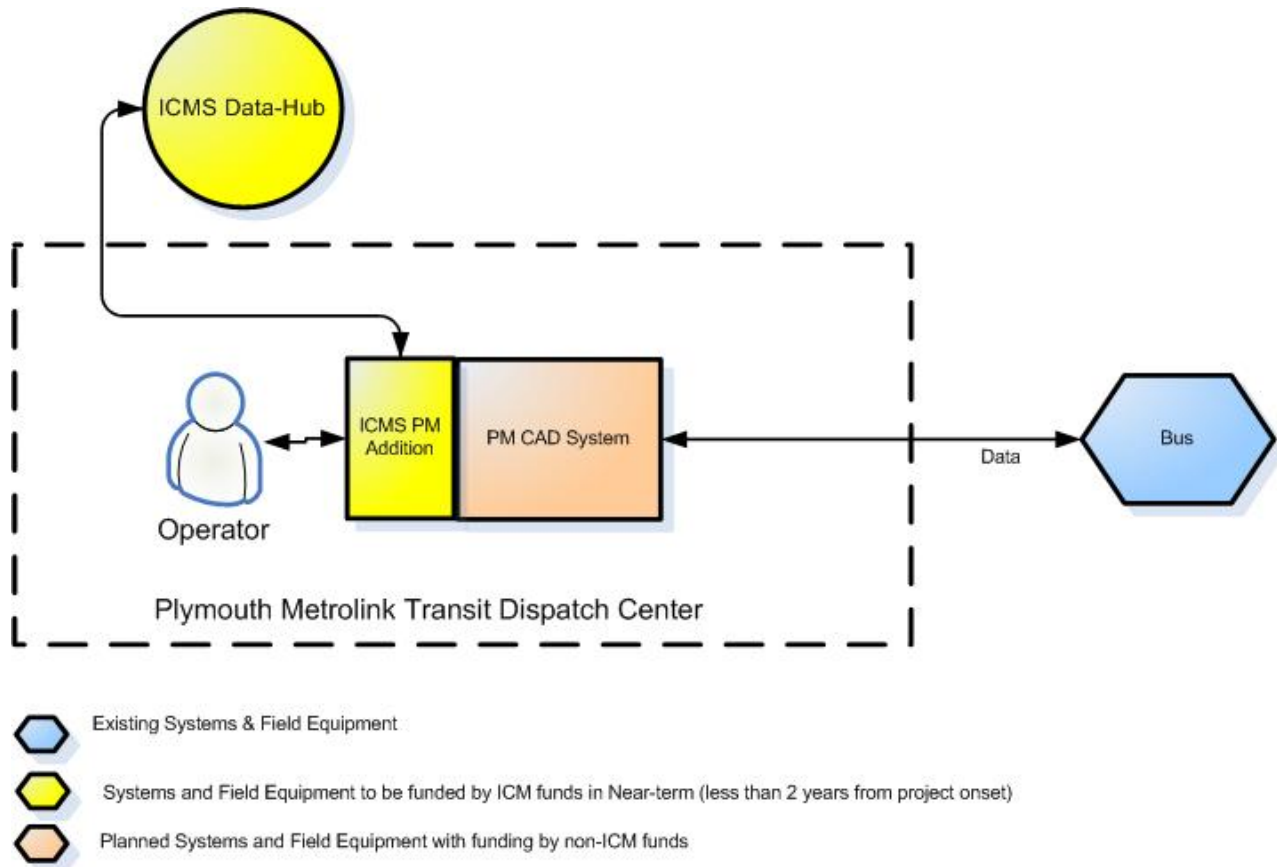 ICMS Data-Hub
ICMS PM
Addition
PM CAD System
Data
Bus
Operator
Plymouth Metrolink Transit Dispatch Center
Existing Systems & Field Equipment
Systems and Field Equipment to be funded by ICM funds in Near-term (less than 2 years from project onset)
Planned Systems and Field Equipment with funding by non-ICM funds